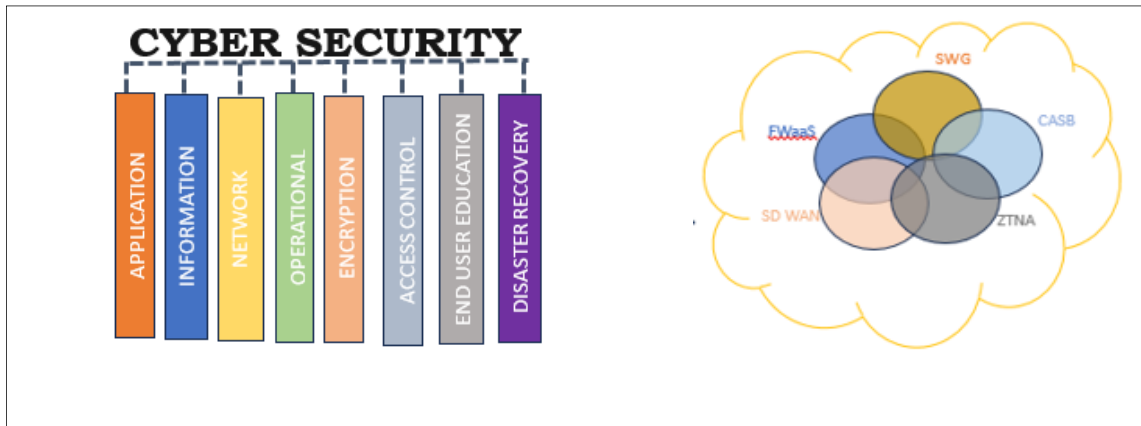 CYBER SECURITY
APPLICATION
INFORMATION
NETWORK
OPERATIONAL
ENCRYPTION
ACCESS CONTROL
END USER EDUCATION
DISASTER RECOVERY
SWG
FWaaS
CASB
SD WAN
ZTNA